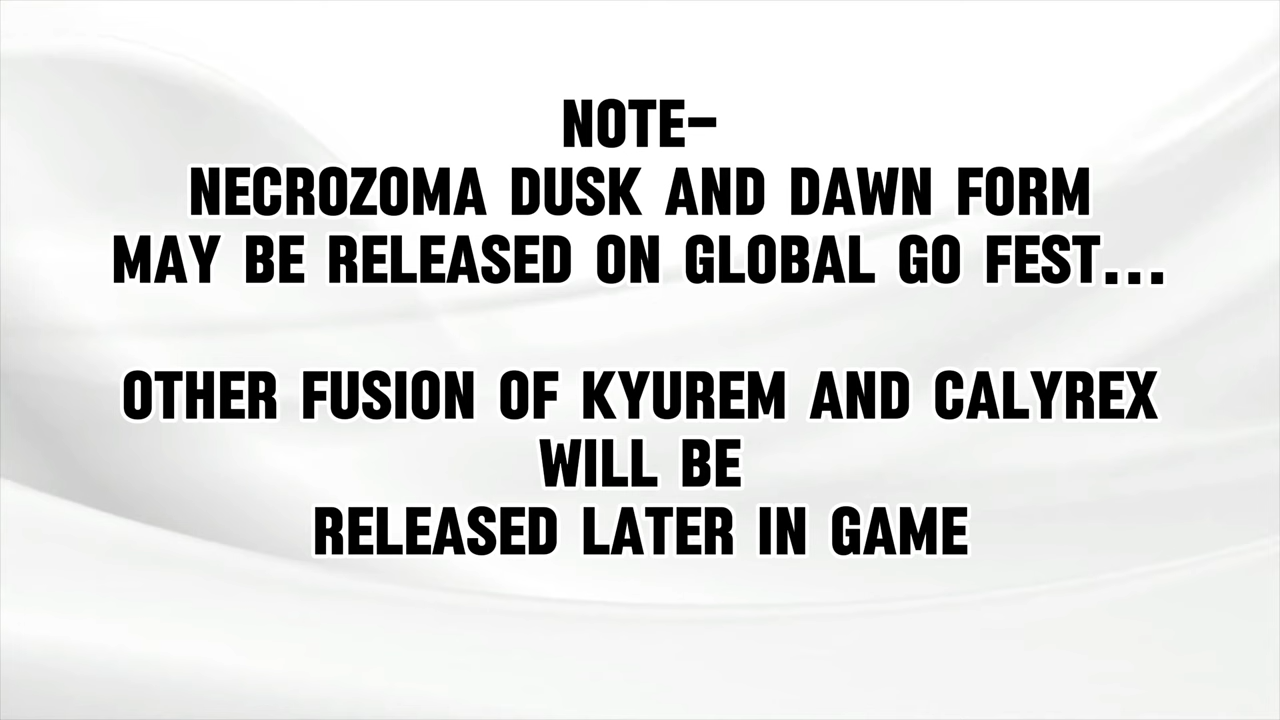 NOTE-
NECROZOMA DUSK AND DAWN FORM
MAY BE RELEASED ON GLOBAL GO FEST...
OTHER FUSION OF KYUREM AND CALYREX
WILL BE
RELEASED LATER IN GAME